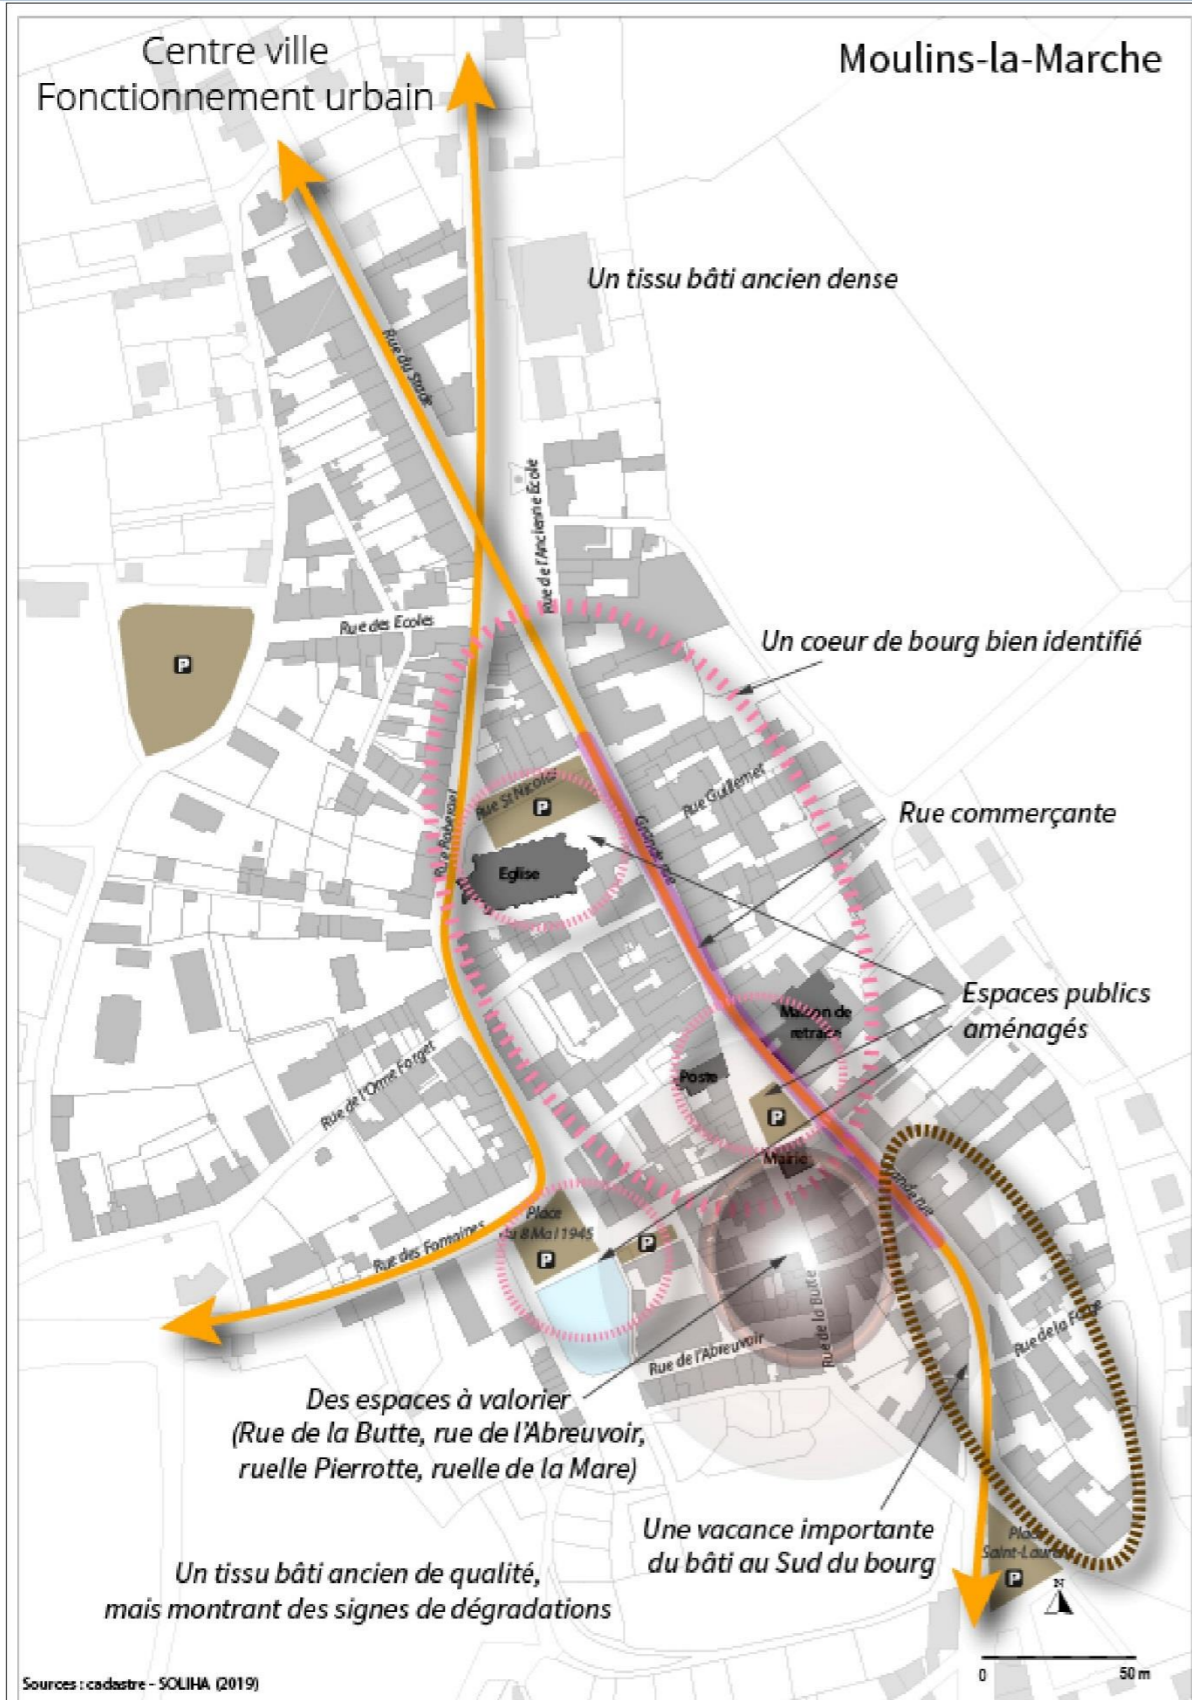 Centre ville
Fonctionnement urbain
Moulins-la-Marche
Un tissu bâti ancien dense
Rue du Stade
Rue de l'Ancienne Ecole
Rue des Ecoles
P
Un coeur de bourg bien identifié
Rue St Nicolas
P
Rue Guillemet
Rue commerçante
Grande rue
Rue
Eglise
Espaces publics
aménagés
Maison de
retraite
Poste
P
Rue de l'Orme Forget
Mairie
Grande rue
Place
du 8 Mai 1945
P
P
Rue des Fontaines
Rue de la Butte
Rue de la Forge
Rue de l'Abreuvoir
Des espaces à valorier
(Rue de la Butte, rue de l'Abreuvoir,
ruelle Pierrotte, ruelle de la Mare)
Une vacance importante
du bâti au Sud du bourg
Place
Saint-Laurent
P
N
Un tissu bâti ancien de qualité,
mais montrant des signes de dégradations
0 50 m
Sources : cadastre - SOLIHA (2019)